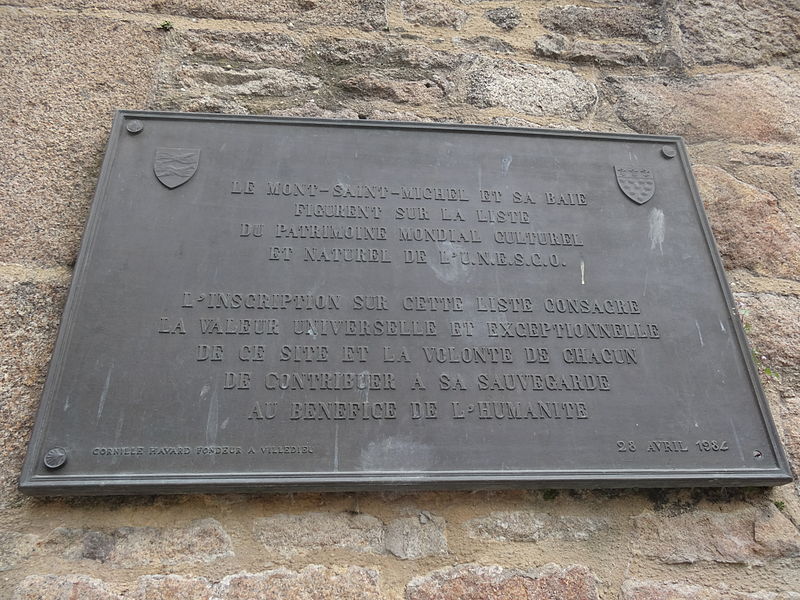 LE MONT-SAINT-MICHEL ET SA BAIE
FIGURENT SUR LA LISTE
DU PATRIMOINE MONDIAL CULTUREL
ET NATUREL DE L'U.N.E.S.C.O.
L'INSCRIPTION SUR CETTE LISTE CONSACRE
LA VALEUR UNIVERSELLE ET EXCEPTIONNELLE
DE CE SITE ET LA VOLONTE DE CHACUN
DE CONTRIBUER A SA SAUVEGARDE
AU BENEFICE DE L'HUMANITE
CORNILLE HAVARD FONDEUR A VILLEDIEU
28 AVRIL 1984